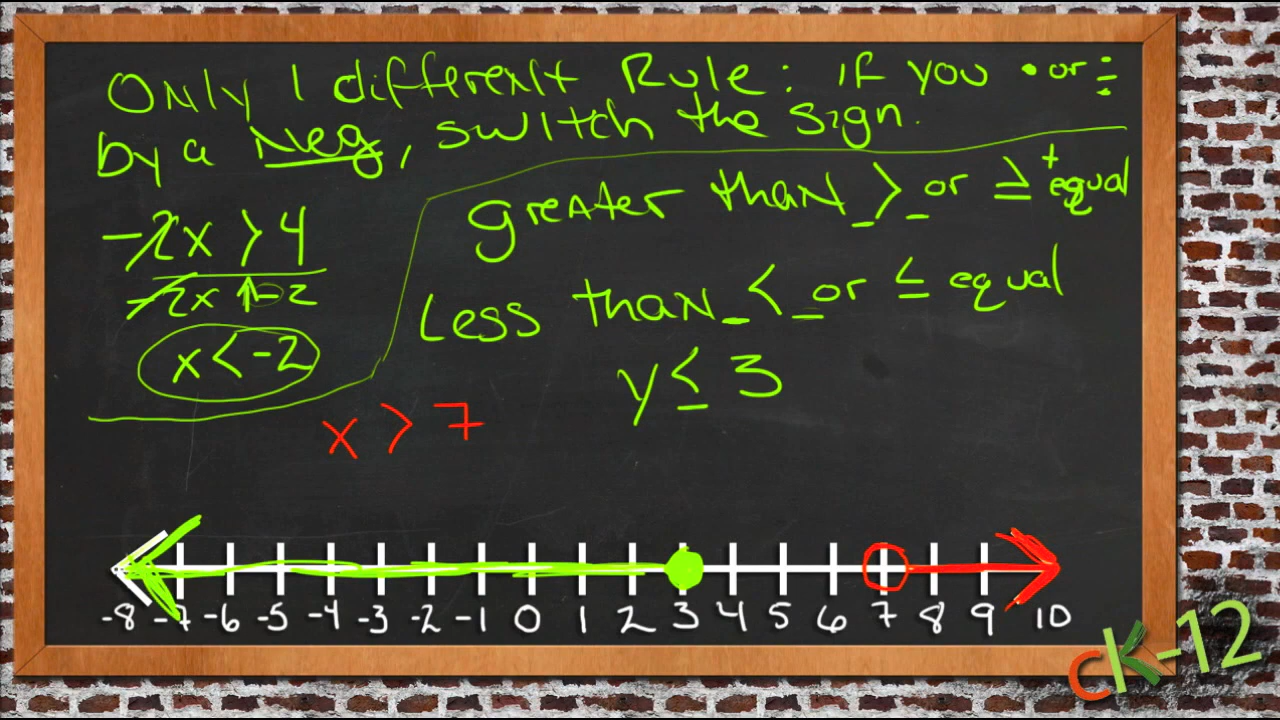 Only 1 different Rule: if you • or ÷
by a Neg, switch the sign.
greater than > or ≥ + equal
-2x > 4
-2x -2
Less than < or ≤ equal
x < -2
y ≤ 3
x > 7
-8 -7 -6 -5 -4 -3 -2 -1 0 1 2 3 4 5 6 7 8 9 10
cK-12